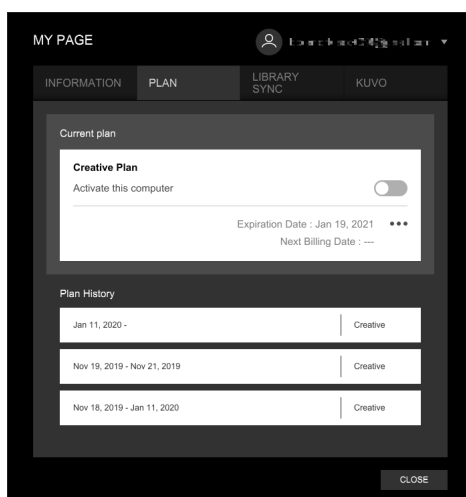 MY PAGE
INFORMATION
PLAN
LIBRARY
SYNC
KUVO
Current plan
Creative Plan
Activate this computer
Expiration Date : Jan 19, 2021 •••
Next Billing Date : ---
Plan History
Jan 11, 2020 - Creative
Nov 19, 2019 - Nov 21, 2019 Creative
Nov 18, 2019 - Jan 11, 2020 Creative
CLOSE